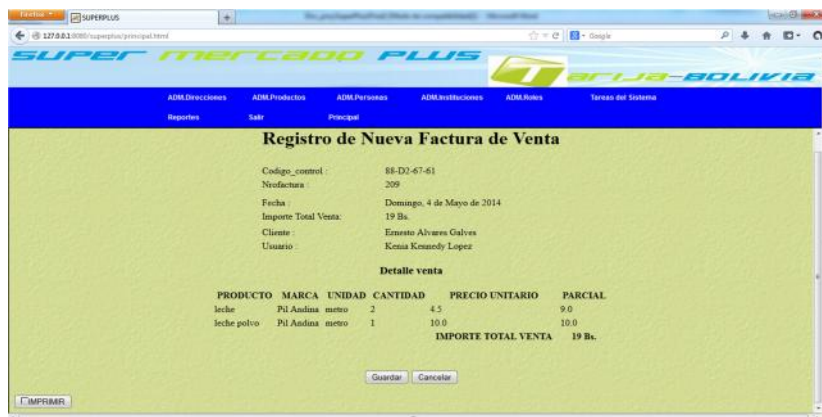 SUPERPLUS
127.0.0.1:8080/superplus/principal.html
Google
super mercado PLUS
Tarija-BOLIVIA
ADM.Direcciones ADM.Productos ADM.Personas ADM.Instituciones ADM.Roles Tareas del Sistema
Reportes Salir Principal
Registro de Nueva Factura de Venta
Codigo_control : 88-D2-67-61
Nrofactura : 209
Fecha : Domingo, 4 de Mayo de 2014
Importe Total Venta: 19 Bs.
Cliente : Ernesto Alvares Galves
Usuario : Kenia Kennedy Lopez
Detalle venta
PRODUCTO MARCA UNIDAD CANTIDAD PRECIO UNITARIO PARCIAL
leche Pil Andina metro 2 4.5 9.0
leche polvo Pil Andina metro 1 10.0 10.0
IMPORTE TOTAL VENTA 19 Bs.
Guardar Cancelar
IMPRIMIR